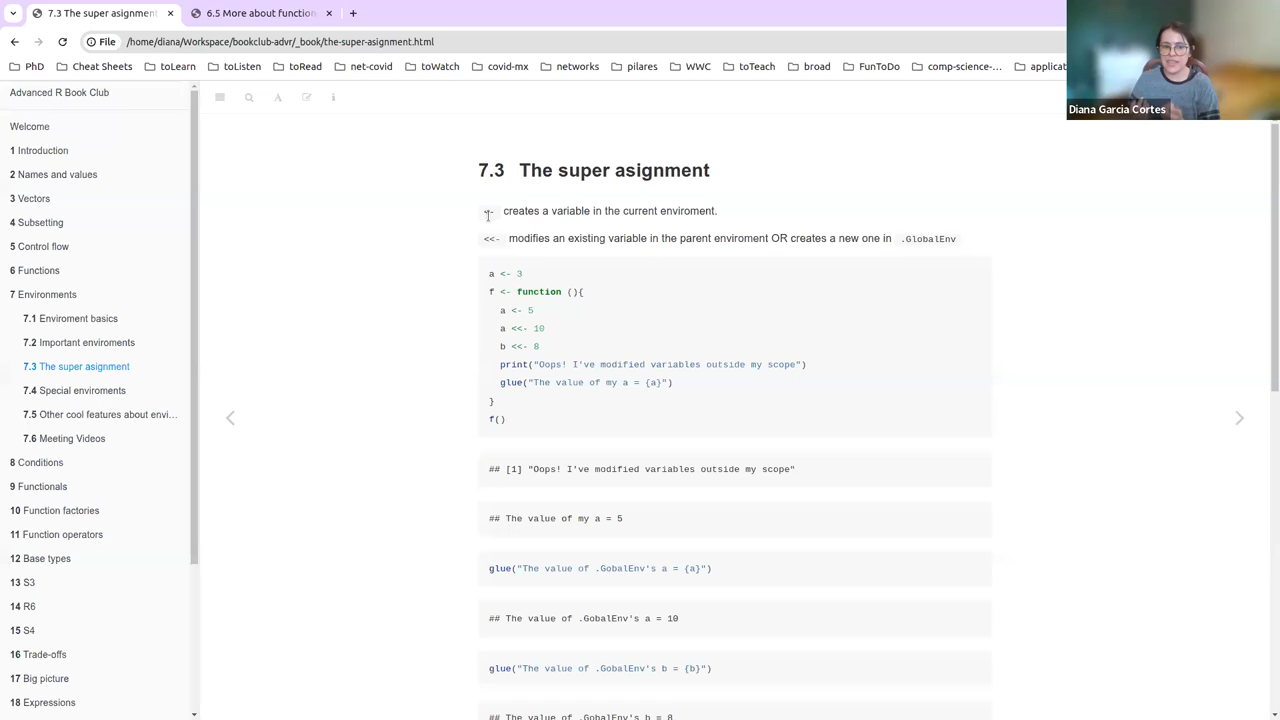 7.3 The super asignment
6.5 More about function
File
/home/diana/Workspace/bookclub-advr/_book/the-super-asignment.html
PhD
Cheat Sheets
toLearn
toListen
toRead
net-covid
toWatch
covid-mx
networks
pilares
WWC
toTeach
broad
FunToDo
comp-science-…
Diana Garcia Cortes
Advanced R Book Club
Welcome
1 Introduction
2 Names and values
3 Vectors
4 Subsetting
5 Control flow
6 Functions
7 Environments
7.1 Enviroment basics
7.2 Important enviroments
7.3 The super asignment
7.4 Special enviroments
7.5 Other cool features about envi...
7.6 Meeting Videos
8 Conditions
9 Functionals
10 Function factories
11 Function operators
12 Base types
13 S3
14 R6
15 S4
16 Trade-offs
17 Big picture
18 Expressions
7.3 The super asignment
creates a variable in the current enviroment.
<<- modifies an existing variable in the parent enviroment OR creates a new one in .GlobalEnv
a <- 3
f <- function (){
a <- 5
a <<- 10
b <<- 8
print("Oops! I've modified variables outside my scope")
glue("The value of my a = {a}")
}
f()
## [1] "Oops! I've modified variables outside my scope"
## The value of my a = 5
glue("The value of .GobalEnv's a = {a}")
## The value of .GobalEnv's a = 10
glue("The value of .GobalEnv's b = {b}")
## The value of .GobalEnv's b = 8